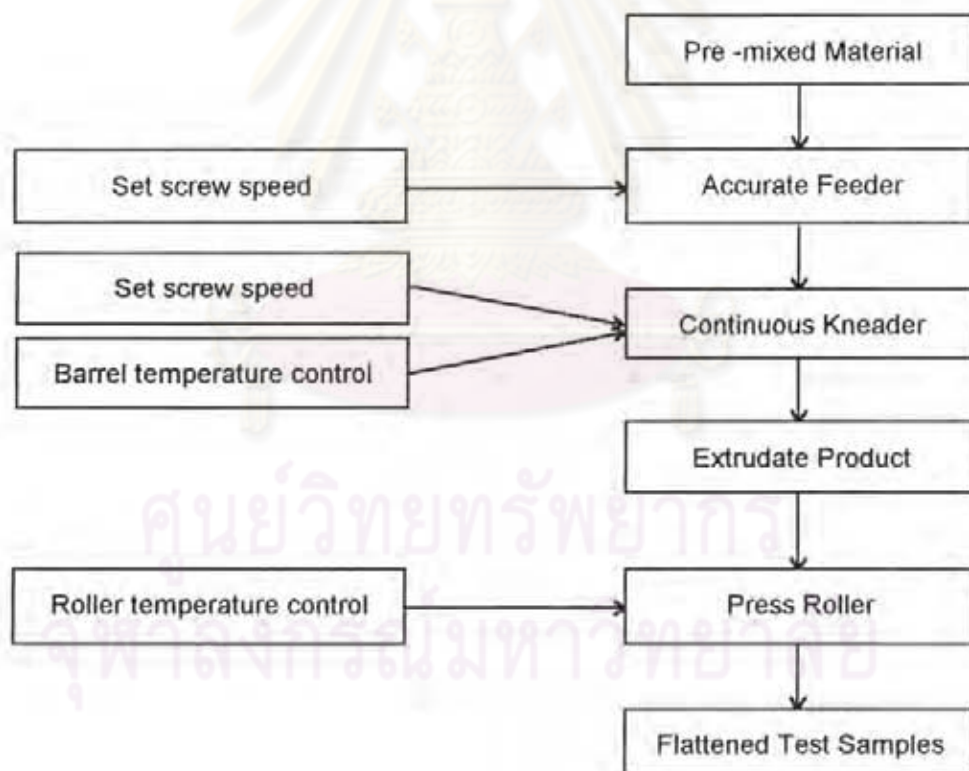 Pre -mixed Material
Set screw speed
Accurate Feeder
Set screw speed
Continuous Kneader
Barrel temperature control
Extrudate Product
ศูนย์วิทยทรัพยากร
Roller temperature control
Press Roller
จุฬาลงกรณ์มหาวิทยาลัย
Flattened Test Samples